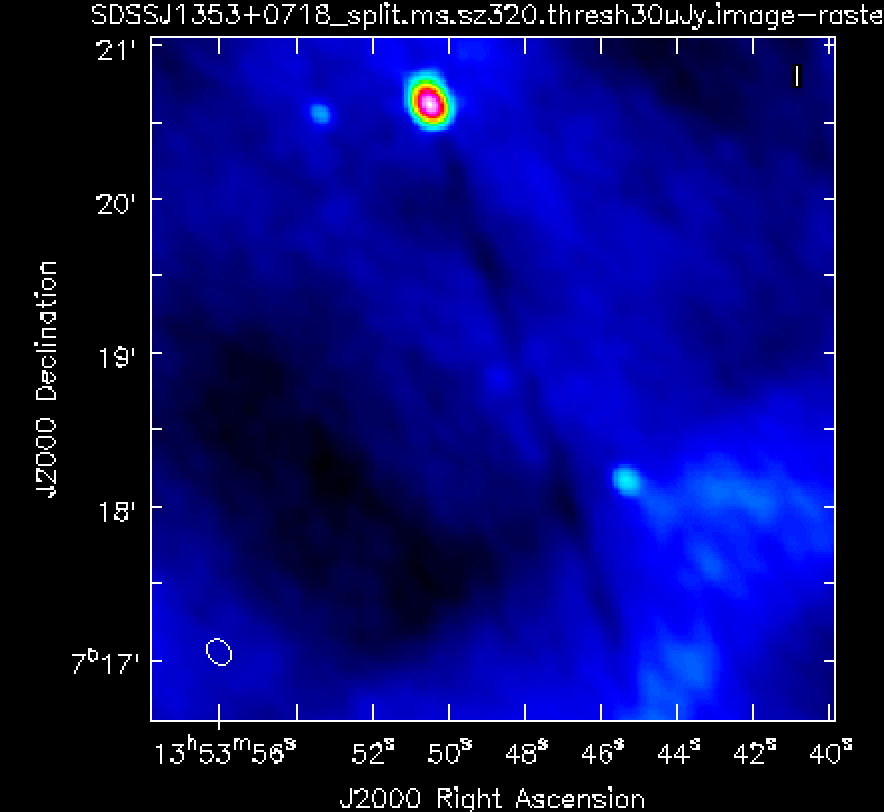 SDSSJ1353+0718_split.ms.sz320.thresh30uJy.image-raste
I
21'
20'
19'
18'
7°17'
J2000 Declination
13ʰ53ᵐ56ˢ 52ˢ 50ˢ 48ˢ 46ˢ 44ˢ 42ˢ 40ˢ
J2000 Right Ascension